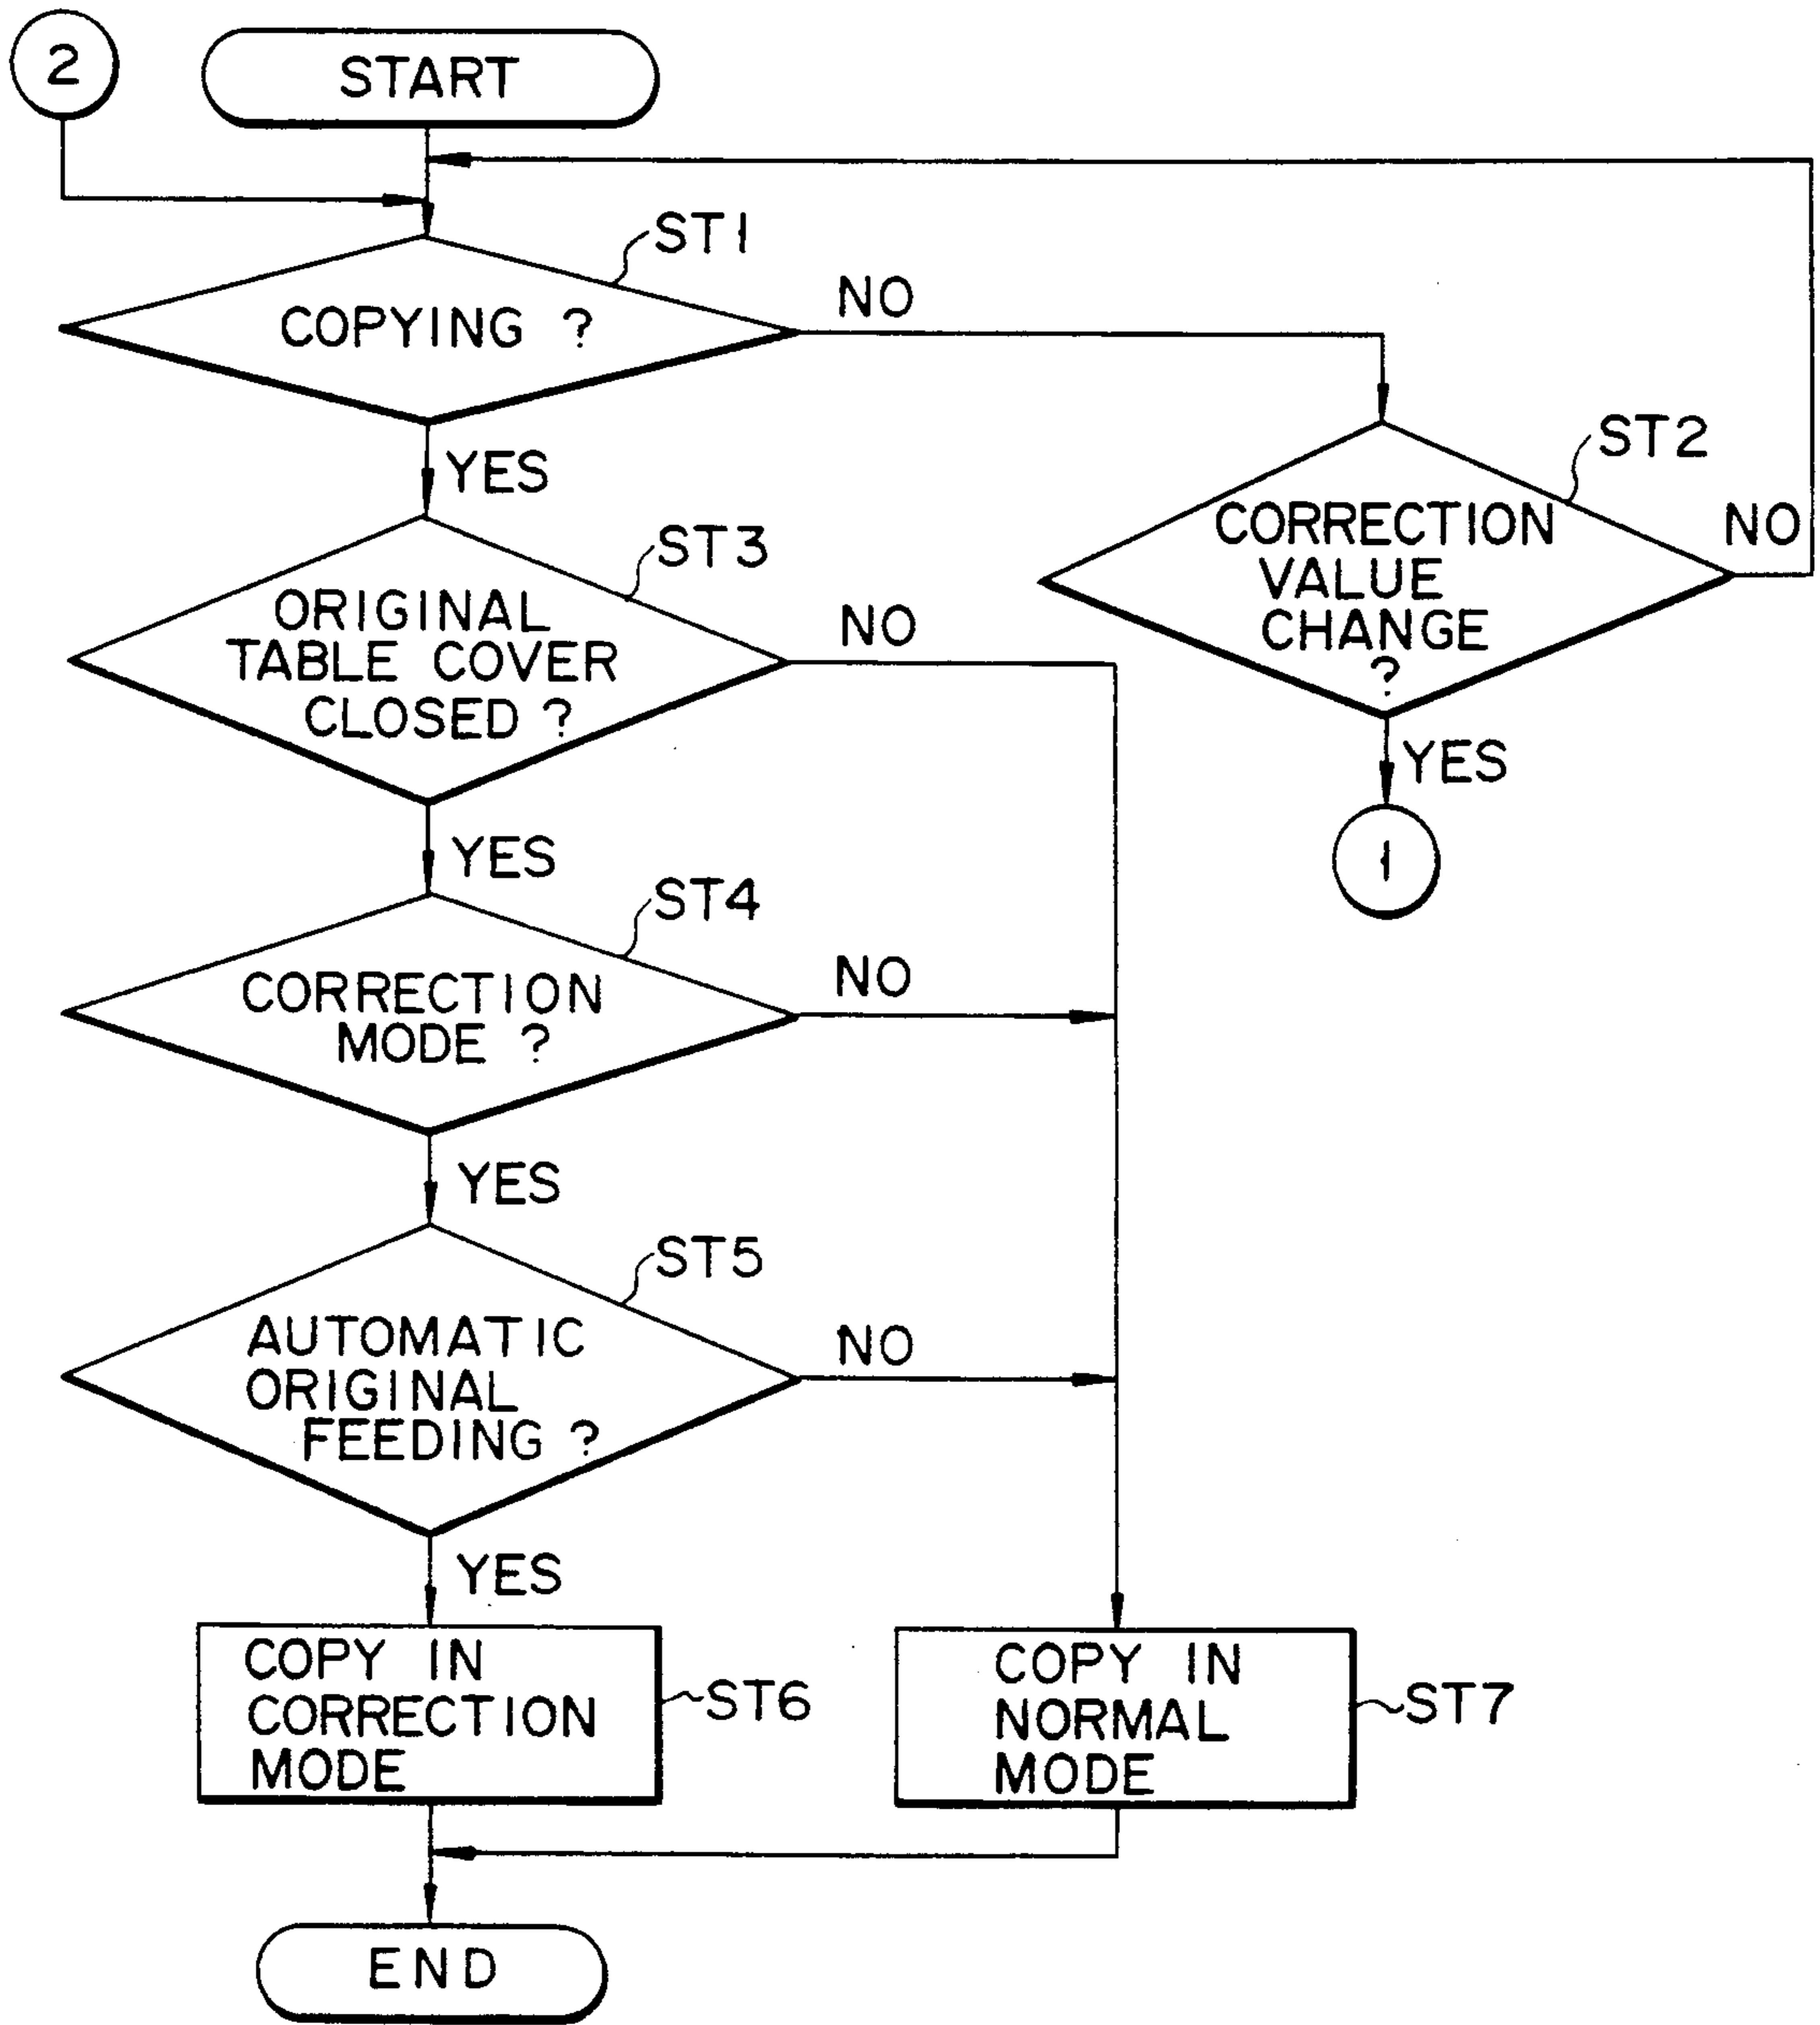 2
START
ST1
COPYING ?
NO
YES
ST2
CORRECTION
VALUE
CHANGE
?
NO
YES
1
ST3
ORIGINAL
TABLE COVER
CLOSED ?
NO
YES
ST4
CORRECTION
MODE ?
NO
YES
ST5
AUTOMATIC
ORIGINAL
FEEDING ?
NO
YES
COPY IN
CORRECTION
MODE
ST6
COPY IN
NORMAL
MODE
ST7
END